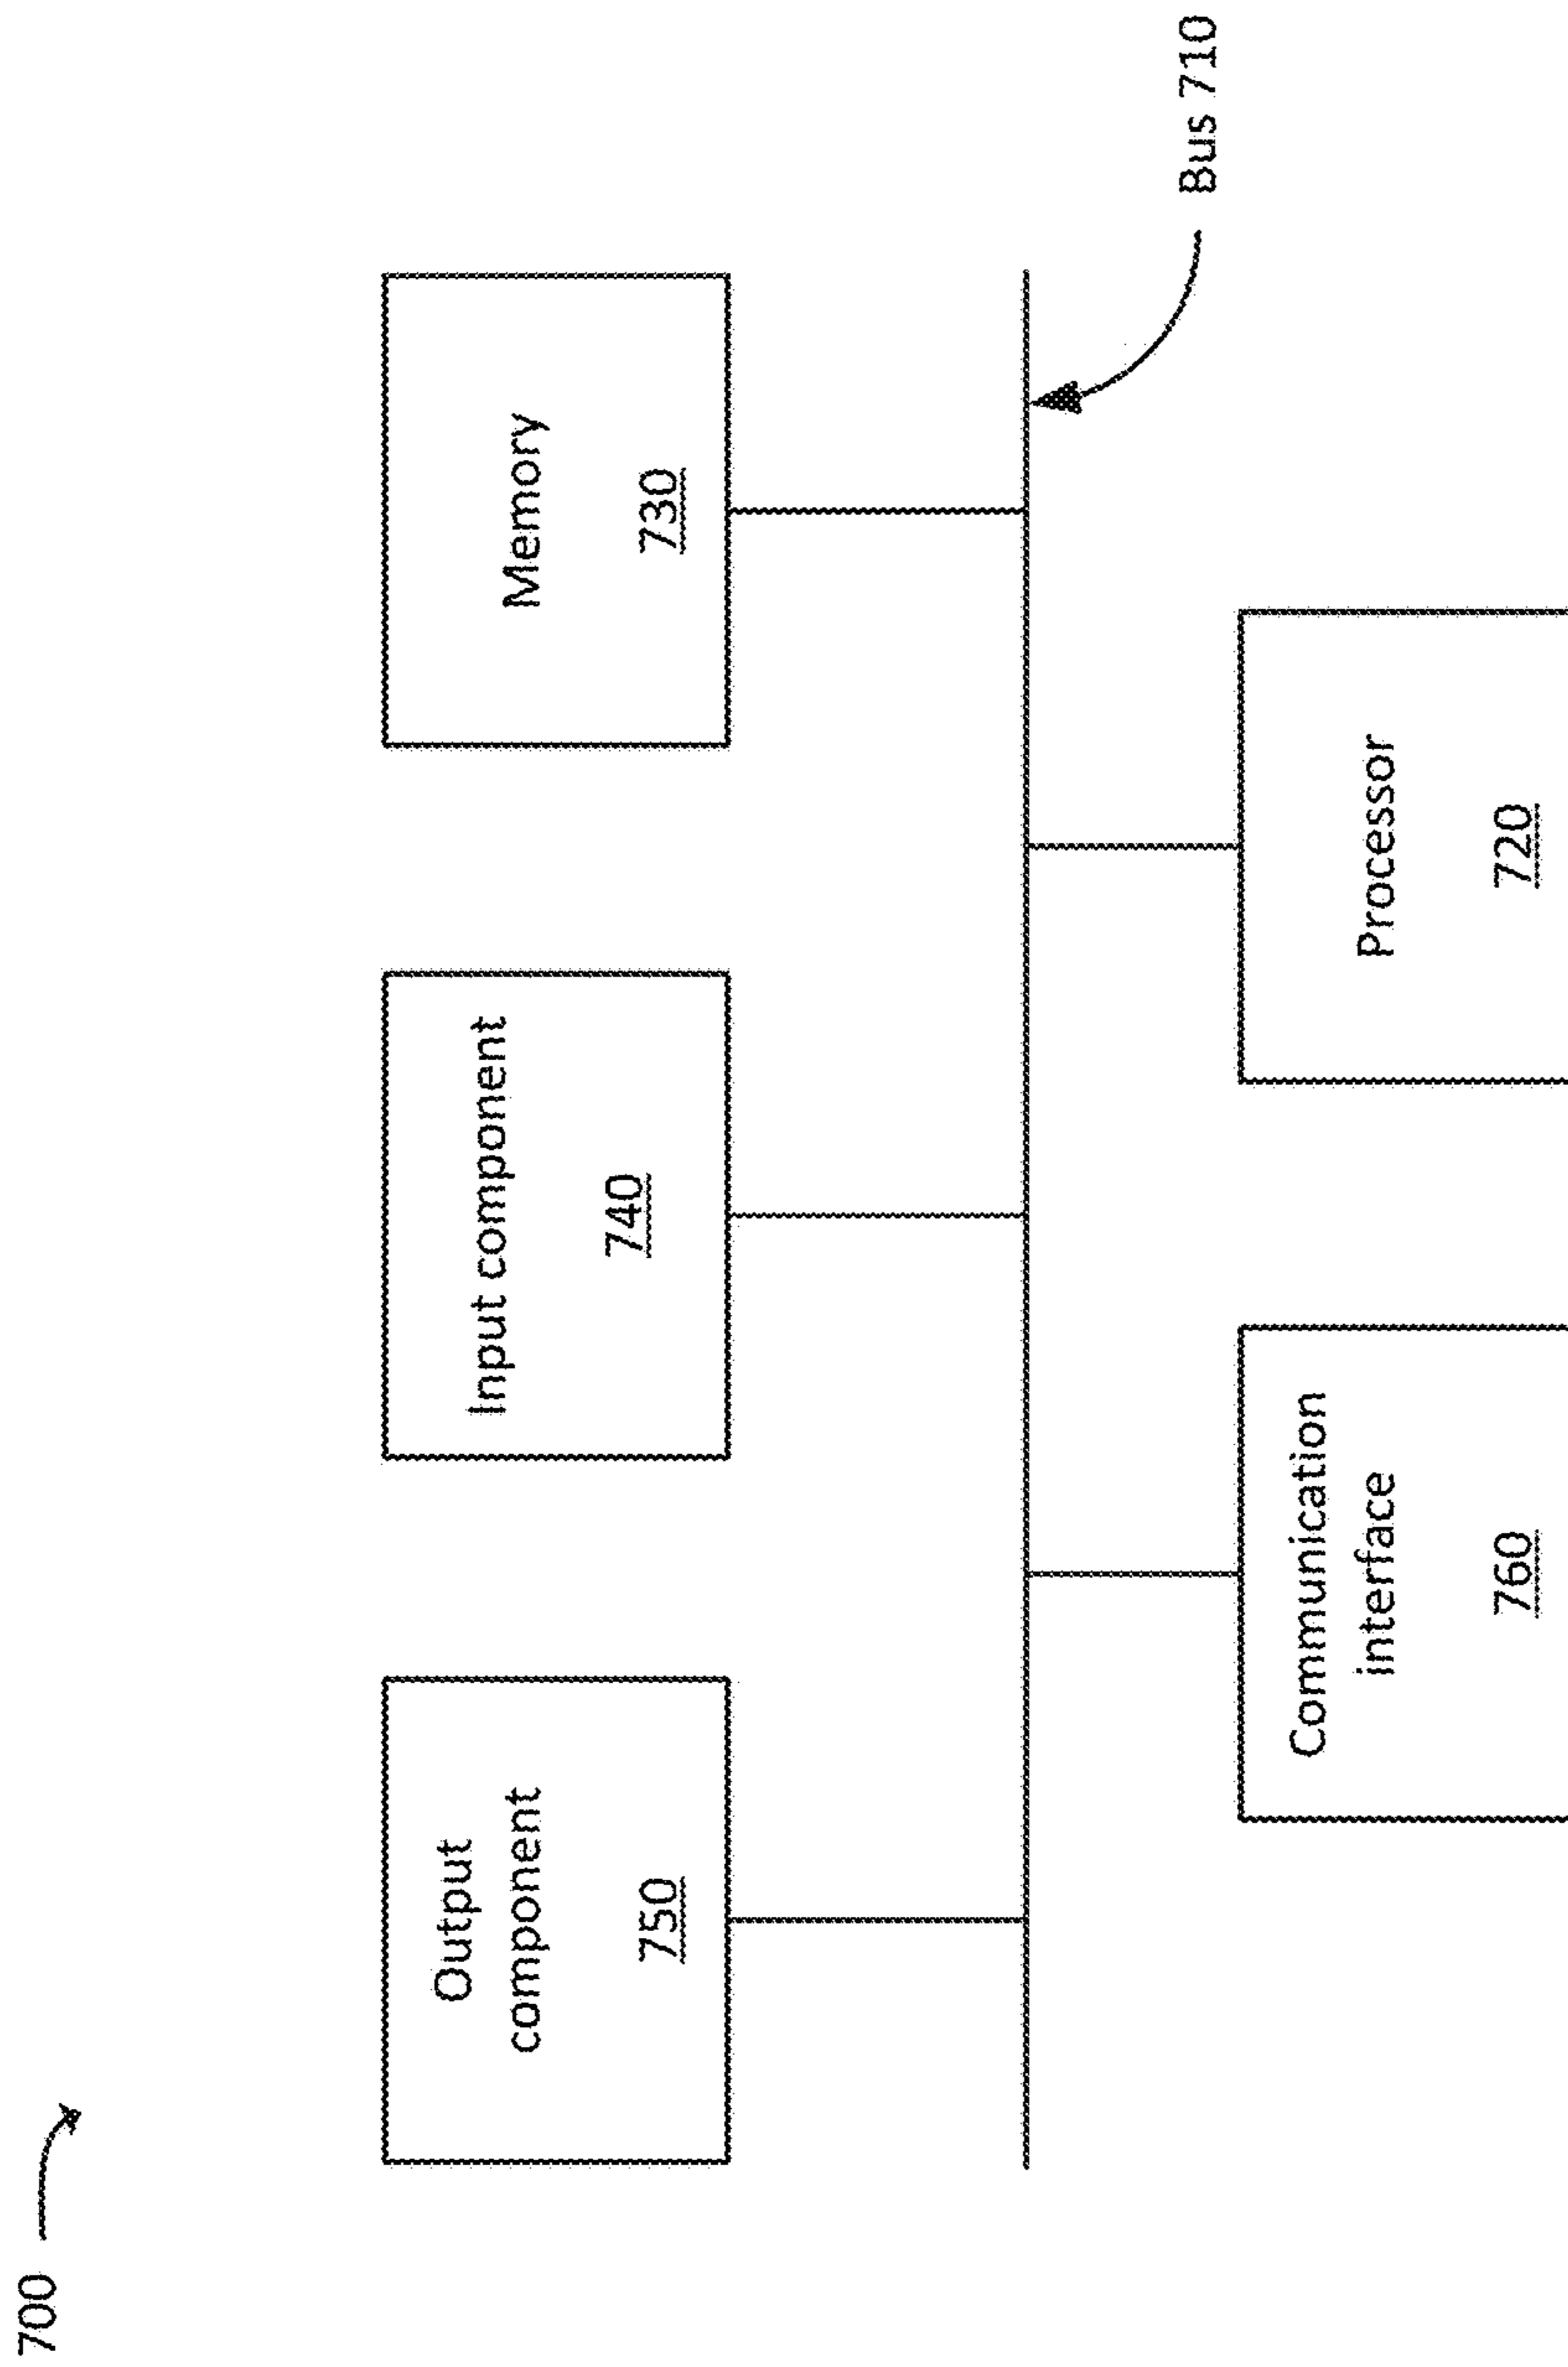 700
Output
component
750
Input component
740
Memory
730
Bus 710
Communication
interface
760
Processor
720